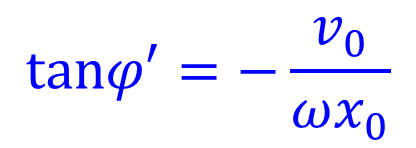 tanφ′ = − v₀/ωx₀